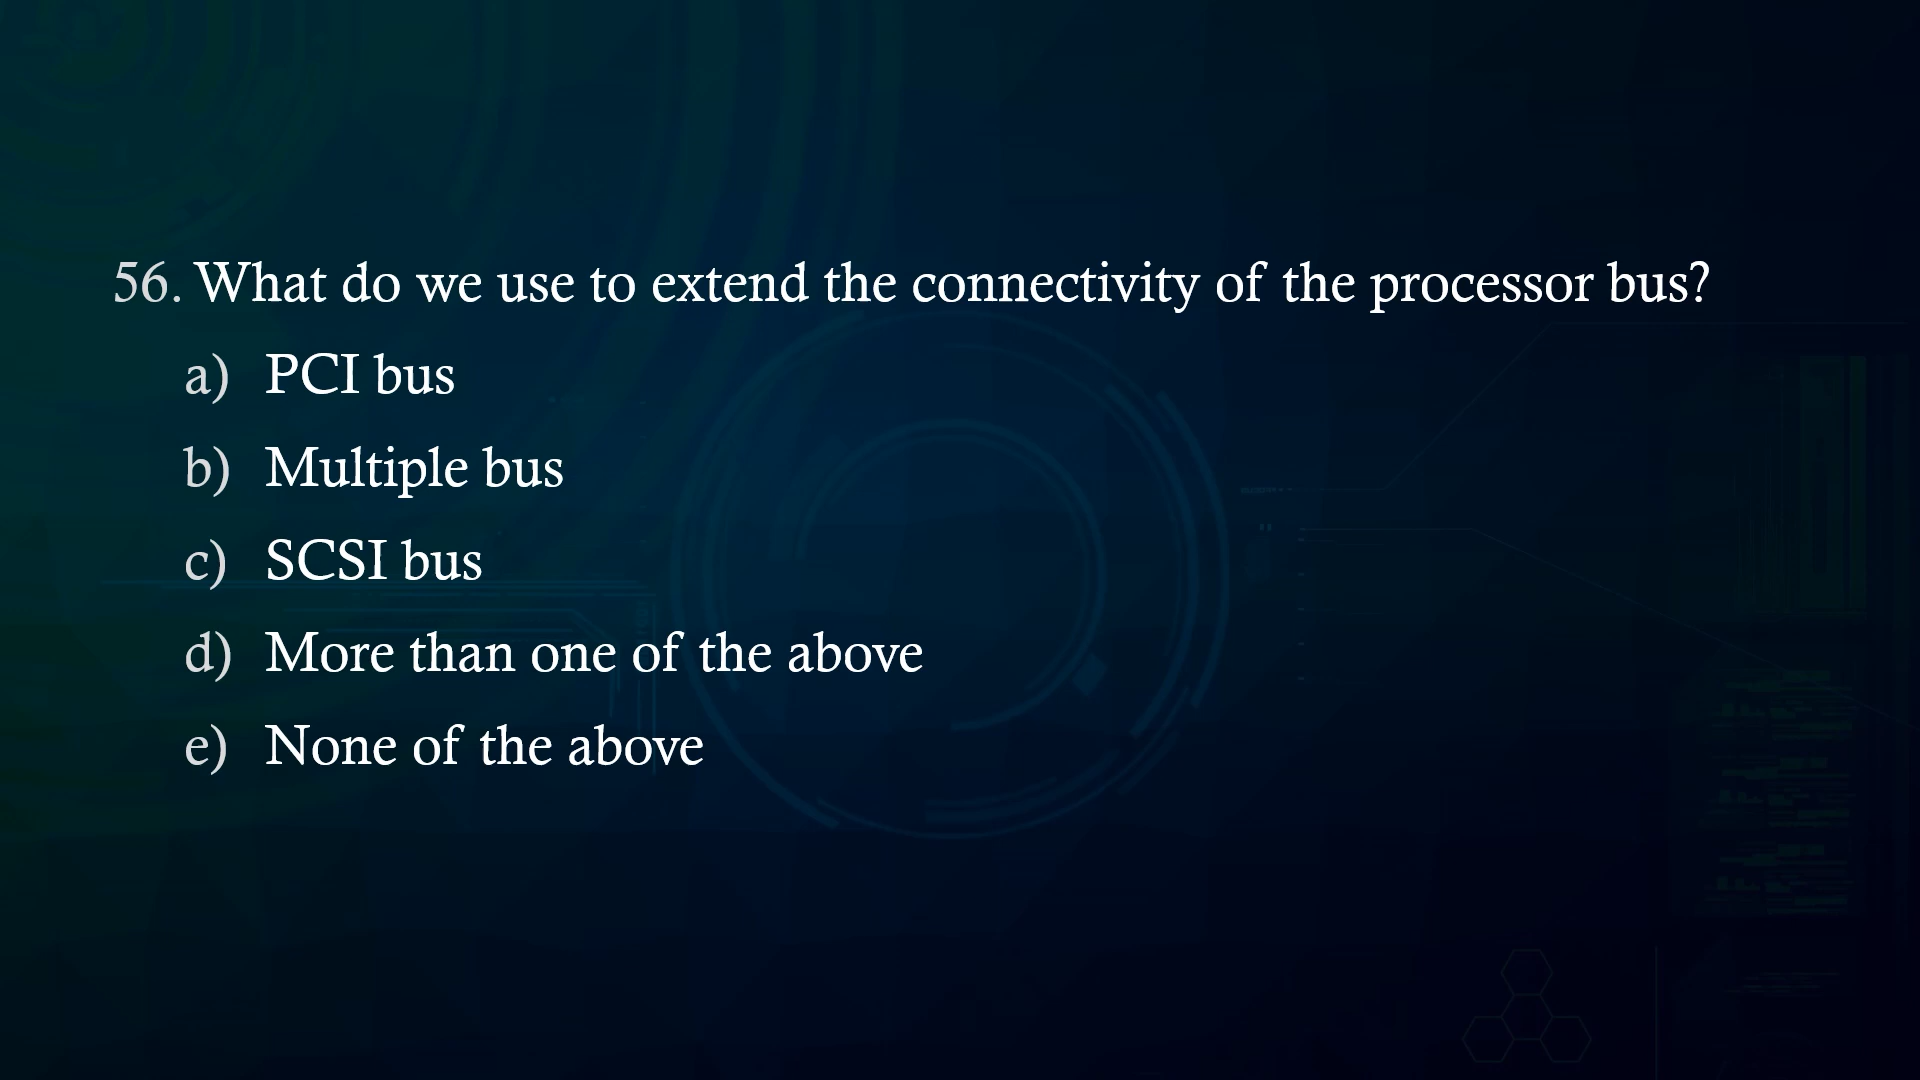 56. What do we use to extend the connectivity of the processor bus?
a) PCI bus
b) Multiple bus
c) SCSI bus
d) More than one of the above
e) None of the above